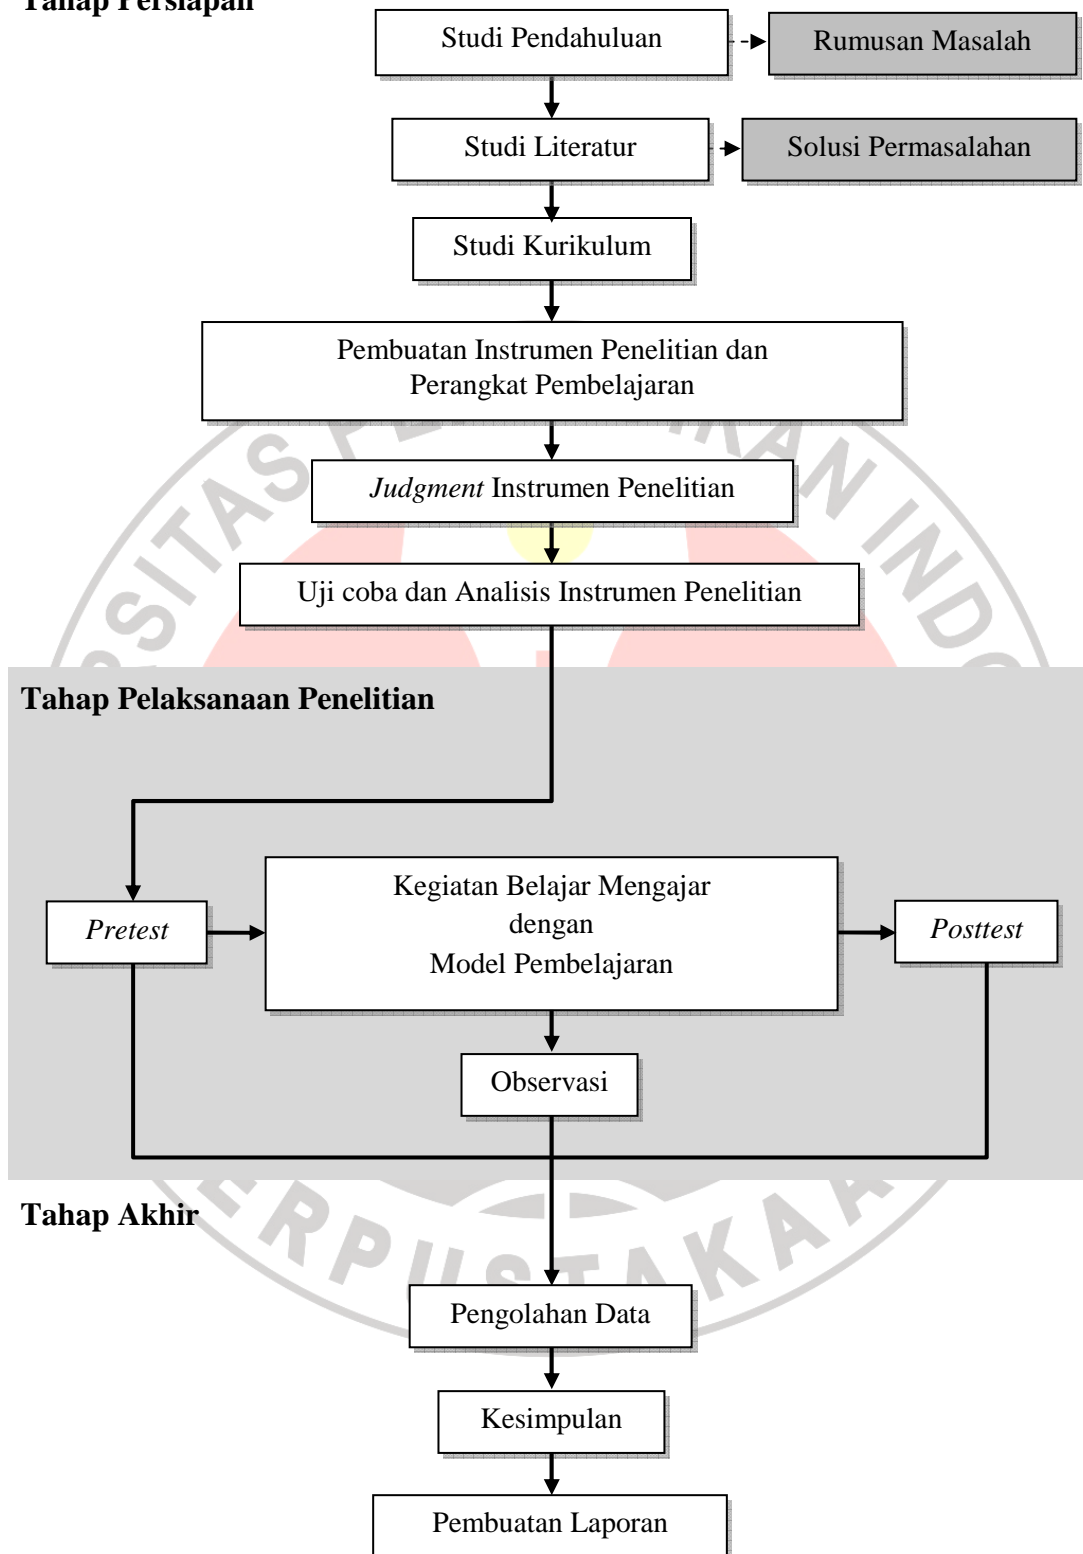 Tahap Persiapan
Studi Pendahuluan
Rumusan Masalah
Studi Literatur
Solusi Permasalahan
Studi Kurikulum
Pembuatan Instrumen Penelitian dan
Perangkat Pembelajaran
Judgment Instrumen Penelitian
Uji coba dan Analisis Instrumen Penelitian
Tahap Pelaksanaan Penelitian
Pretest
Kegiatan Belajar Mengajar
dengan
Model Pembelajaran
Posttest
Observasi
Tahap Akhir
Pengolahan Data
Kesimpulan
Pembuatan Laporan